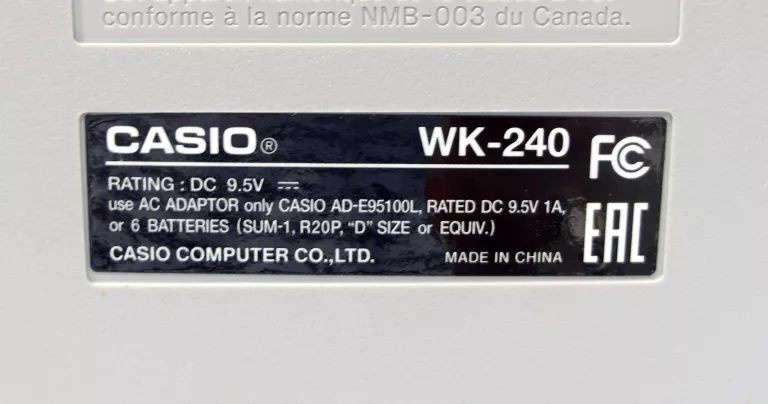 conforme à la norme NMB-003 du Canada.
CASIO® WK-240
FC
RATING : DC 9.5V ⎓
use AC ADAPTOR only CASIO AD-E95100L, RATED DC 9.5V 1A,
or 6 BATTERIES (SUM-1, R20P, “D” SIZE or EQUIV.)
EAC
CASIO COMPUTER CO.,LTD. MADE IN CHINA